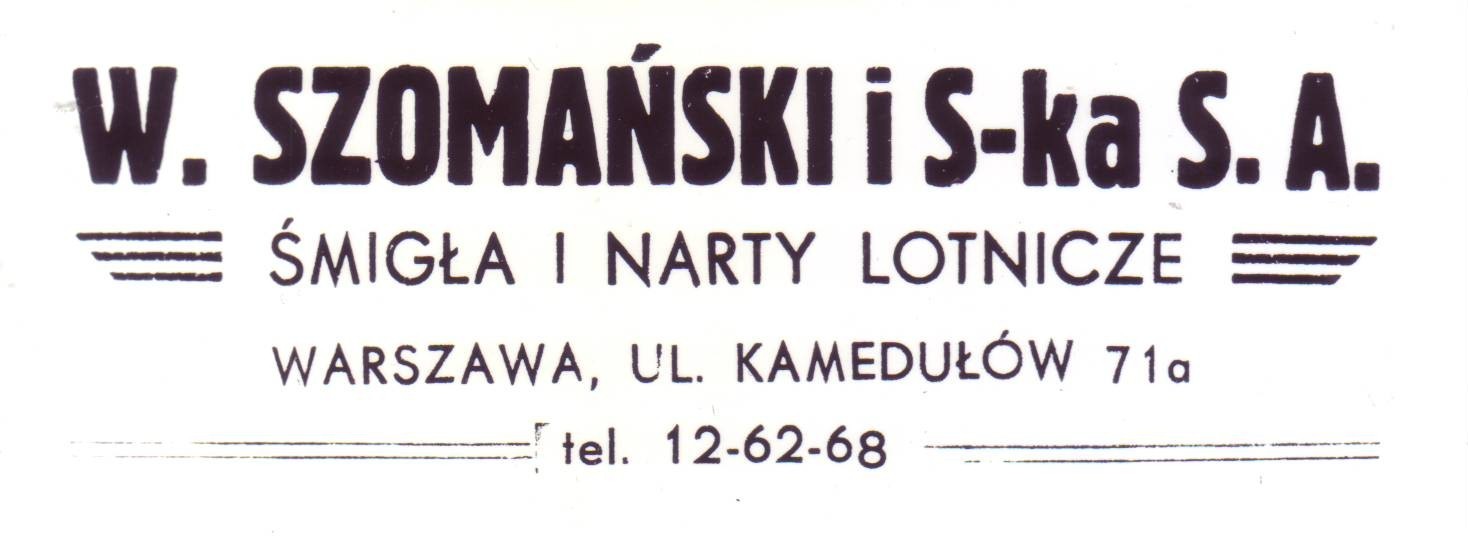 W. SZOMAŃSKI i S-ka S. A.
ŚMIGŁA I NARTY LOTNICZE
WARSZAWA, UL. KAMEDUŁÓW 71a
tel. 12-62-68